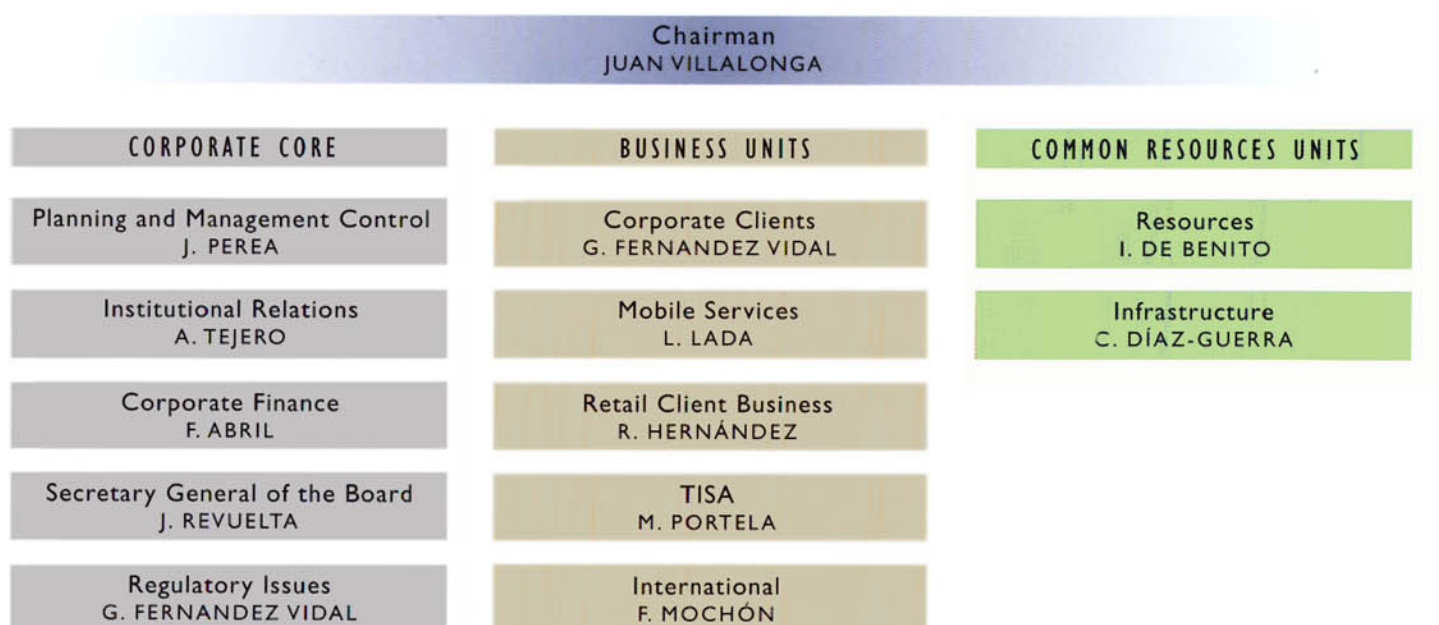 Chairman
JUAN VILLALONGA
CORPORATE CORE
Planning and Management Control
J. PEREA
Institutional Relations
A. TEJERO
Corporate Finance
F. ABRIL
Secretary General of the Board
J. REVUELTA
Regulatory Issues
G. FERNANDEZ VIDAL
BUSINESS UNITS
Corporate Clients
G. FERNANDEZ VIDAL
Mobile Services
L. LADA
Retail Client Business
R. HERNÁNDEZ
TISA
M. PORTELA
International
F. MOCHÓN
COMMON RESOURCES UNITS
Resources
I. DE BENITO
Infrastructure
C. DÍAZ-GUERRA